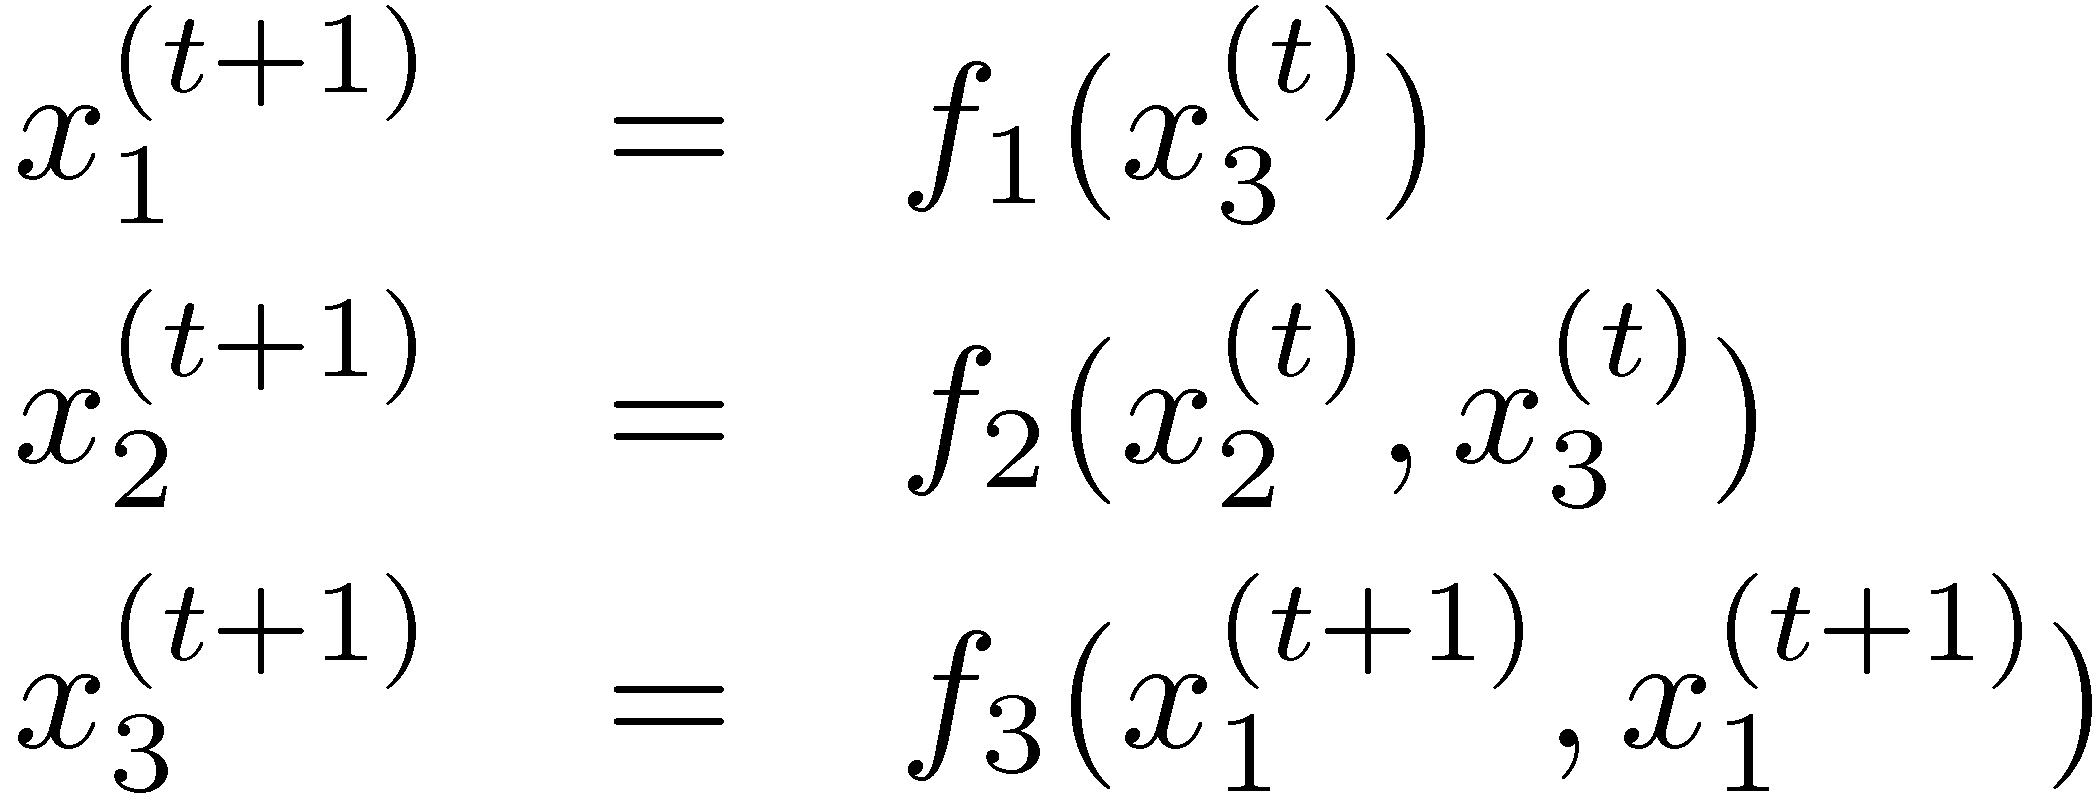 x_1^{(t+1)} = f_1(x_3^{(t)})
x_2^{(t+1)} = f_2(x_2^{(t)}, x_3^{(t)})
x_3^{(t+1)} = f_3(x_1^{(t+1)}, x_1^{(t+1)})